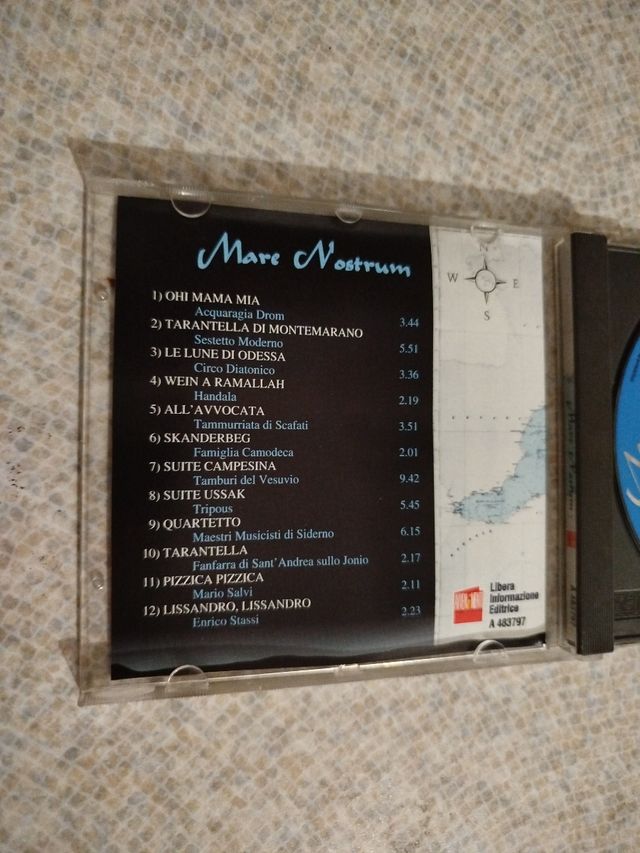 Mare Nostrum
1) OHI MAMA MIA
Acquaragia Drom 3.44
2) TARANTELLA DI MONTEMARANO
Sestetto Moderno 5.51
3) LE LUNE DI ODESSA
Circo Diatonico 3.36
4) WEIN A RAMALLAH
Handala 2.19
5) ALL'AVVOCATA
Tammurriata di Scafati 3.51
6) SKANDERBEG
Famiglia Camodeca 2.01
7) SUITE CAMPESINA
Tamburi del Vesuvio 9.42
8) SUITE USSAK
Tripous 5.45
9) QUARTETTO
Maestri Musicisti di Siderno 6.15
10) TARANTELLA
Fanfarra di Sant'Andrea sullo Jonio 2.17
11) PIZZICA PIZZICA
Mario Salvi 2.11
12) LISSANDRO, LISSANDRO
Enrico Stassi 2.23
N
W E
S
Libera
Informazione
Editrice
A 483797